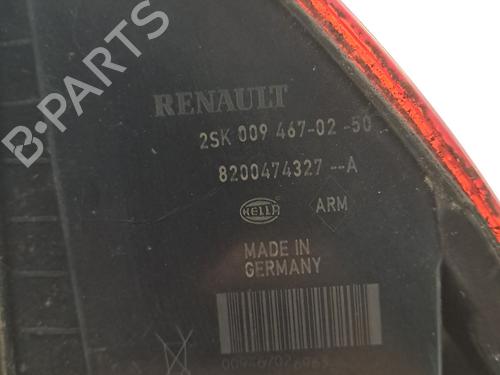 B-PARTS
RENAULT
2SK 009 467-02 -50
8200474327 --A
HELLA
ARM
MADE IN
GERMANY